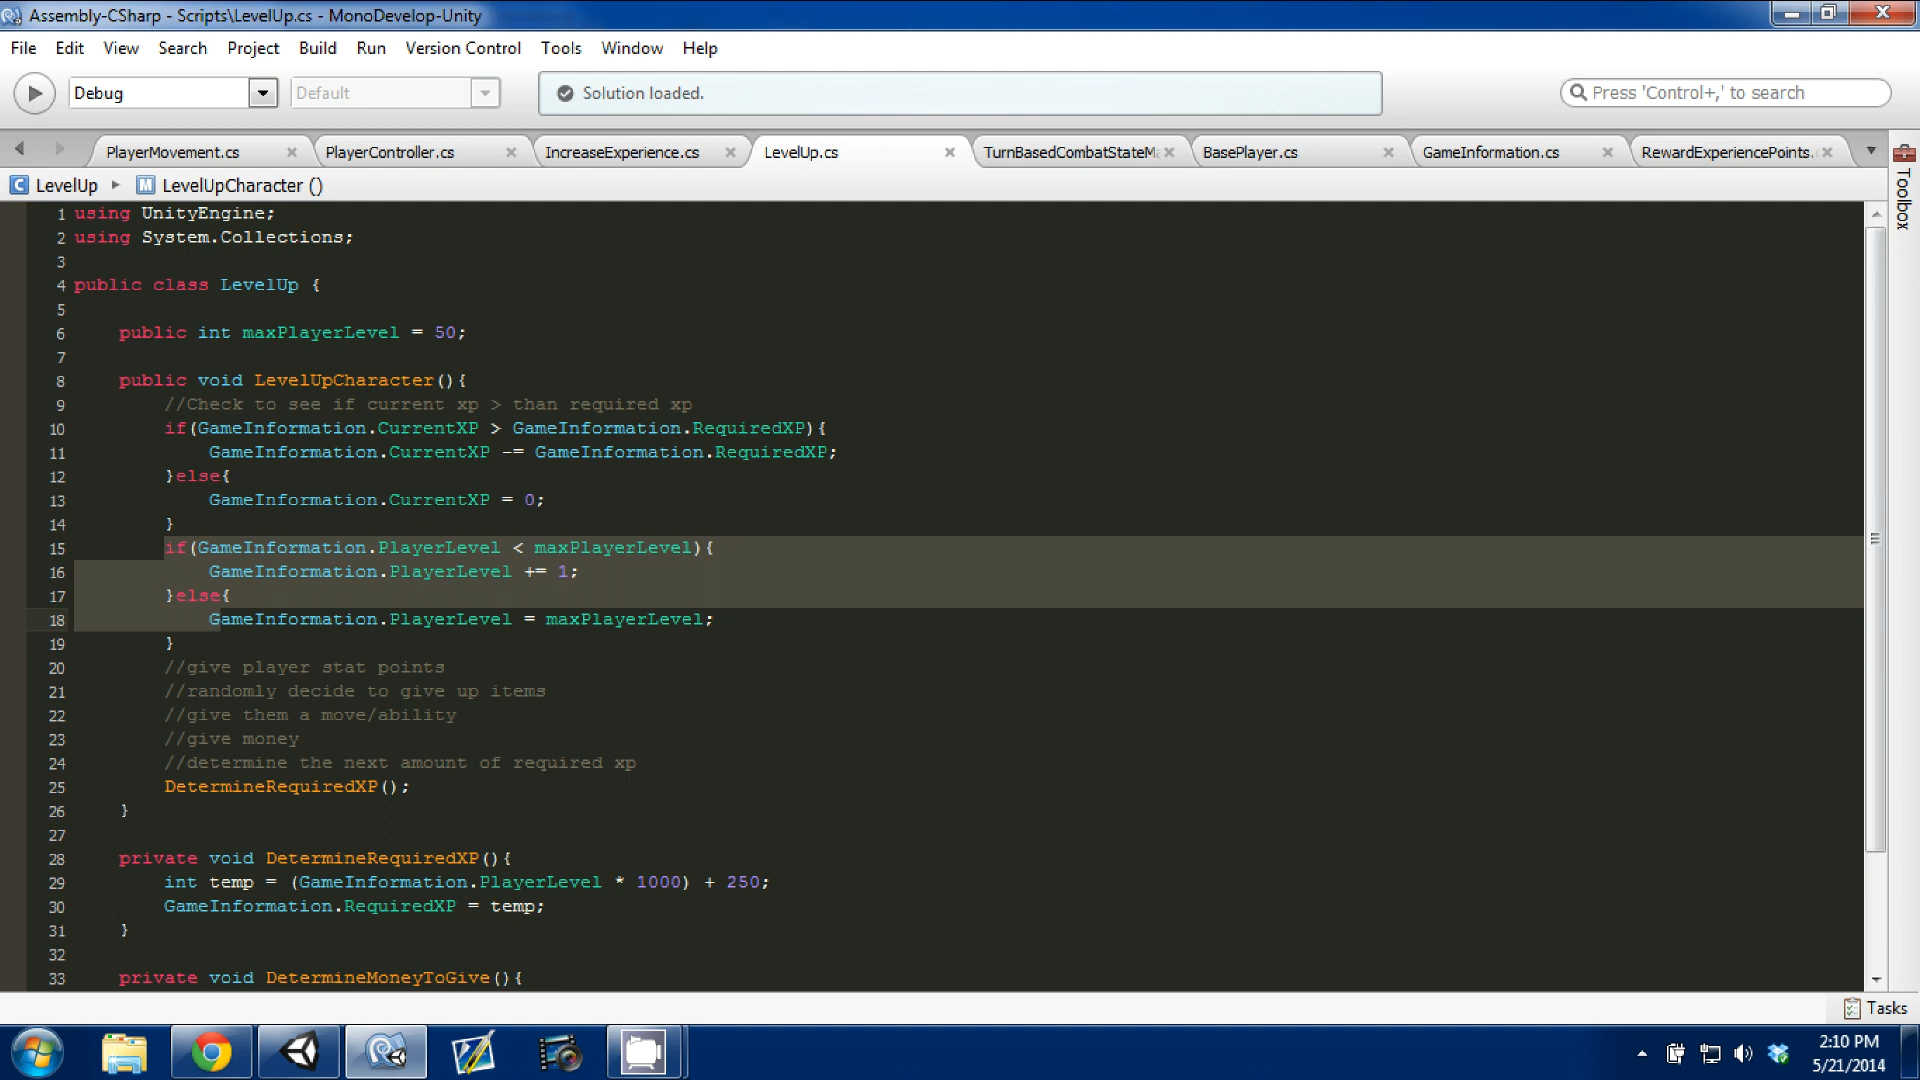 Assembly-CSharp - Scripts\LevelUp.cs - MonoDevelop-Unity
File Edit View Search Project Build Run Version Control Tools Window Help
Debug Default Solution loaded. Press 'Control+,' to search
PlayerMovement.cs PlayerController.cs IncreaseExperience.cs LevelUp.cs TurnBasedCombatStateMa BasePlayer.cs GameInformation.cs RewardExperiencePoints.
LevelUp LevelUpCharacter ()
Toolbox
1 using UnityEngine;
2 using System.Collections;
3
4 public class LevelUp {
5
6 public int maxPlayerLevel = 50;
7
8 public void LevelUpCharacter(){
9 //Check to see if current xp > than required xp
10 if(GameInformation.CurrentXP > GameInformation.RequiredXP){
11 GameInformation.CurrentXP -= GameInformation.RequiredXP;
12 }else{
13 GameInformation.CurrentXP = 0;
14 }
15 if(GameInformation.PlayerLevel < maxPlayerLevel){
16 GameInformation.PlayerLevel += 1;
17 }else{
18 GameInformation.PlayerLevel = maxPlayerLevel;
19 }
20 //give player stat points
21 //randomly decide to give up items
22 //give them a move/ability
23 //give money
24 //determine the next amount of required xp
25 DetermineRequiredXP();
26 }
27
28 private void DetermineRequiredXP(){
29 int temp = (GameInformation.PlayerLevel * 1000) + 250;
30 GameInformation.RequiredXP = temp;
31 }
32
33 private void DetermineMoneyToGive(){
Tasks
2:10 PM
5/21/2014